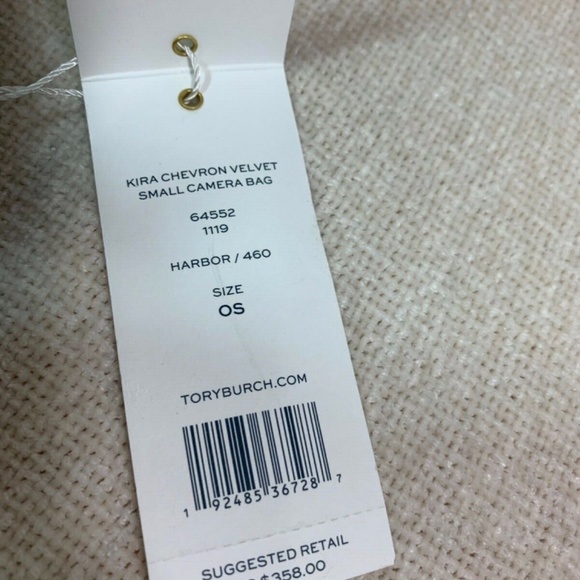 KIRA CHEVRON VELVET
SMALL CAMERA BAG
64552
1119
HARBOR / 460
SIZE
OS
TORYBURCH.COM
1 92485 36728 7
SUGGESTED RETAIL
$358.00